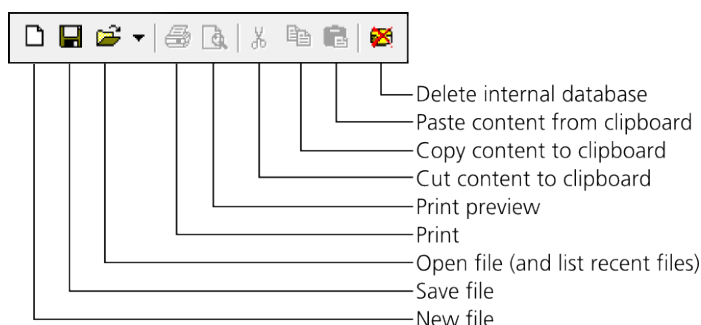 Delete internal database
Paste content from clipboard
Copy content to clipboard
Cut content to clipboard
Print preview
Print
Open file (and list recent files)
Save file
New file